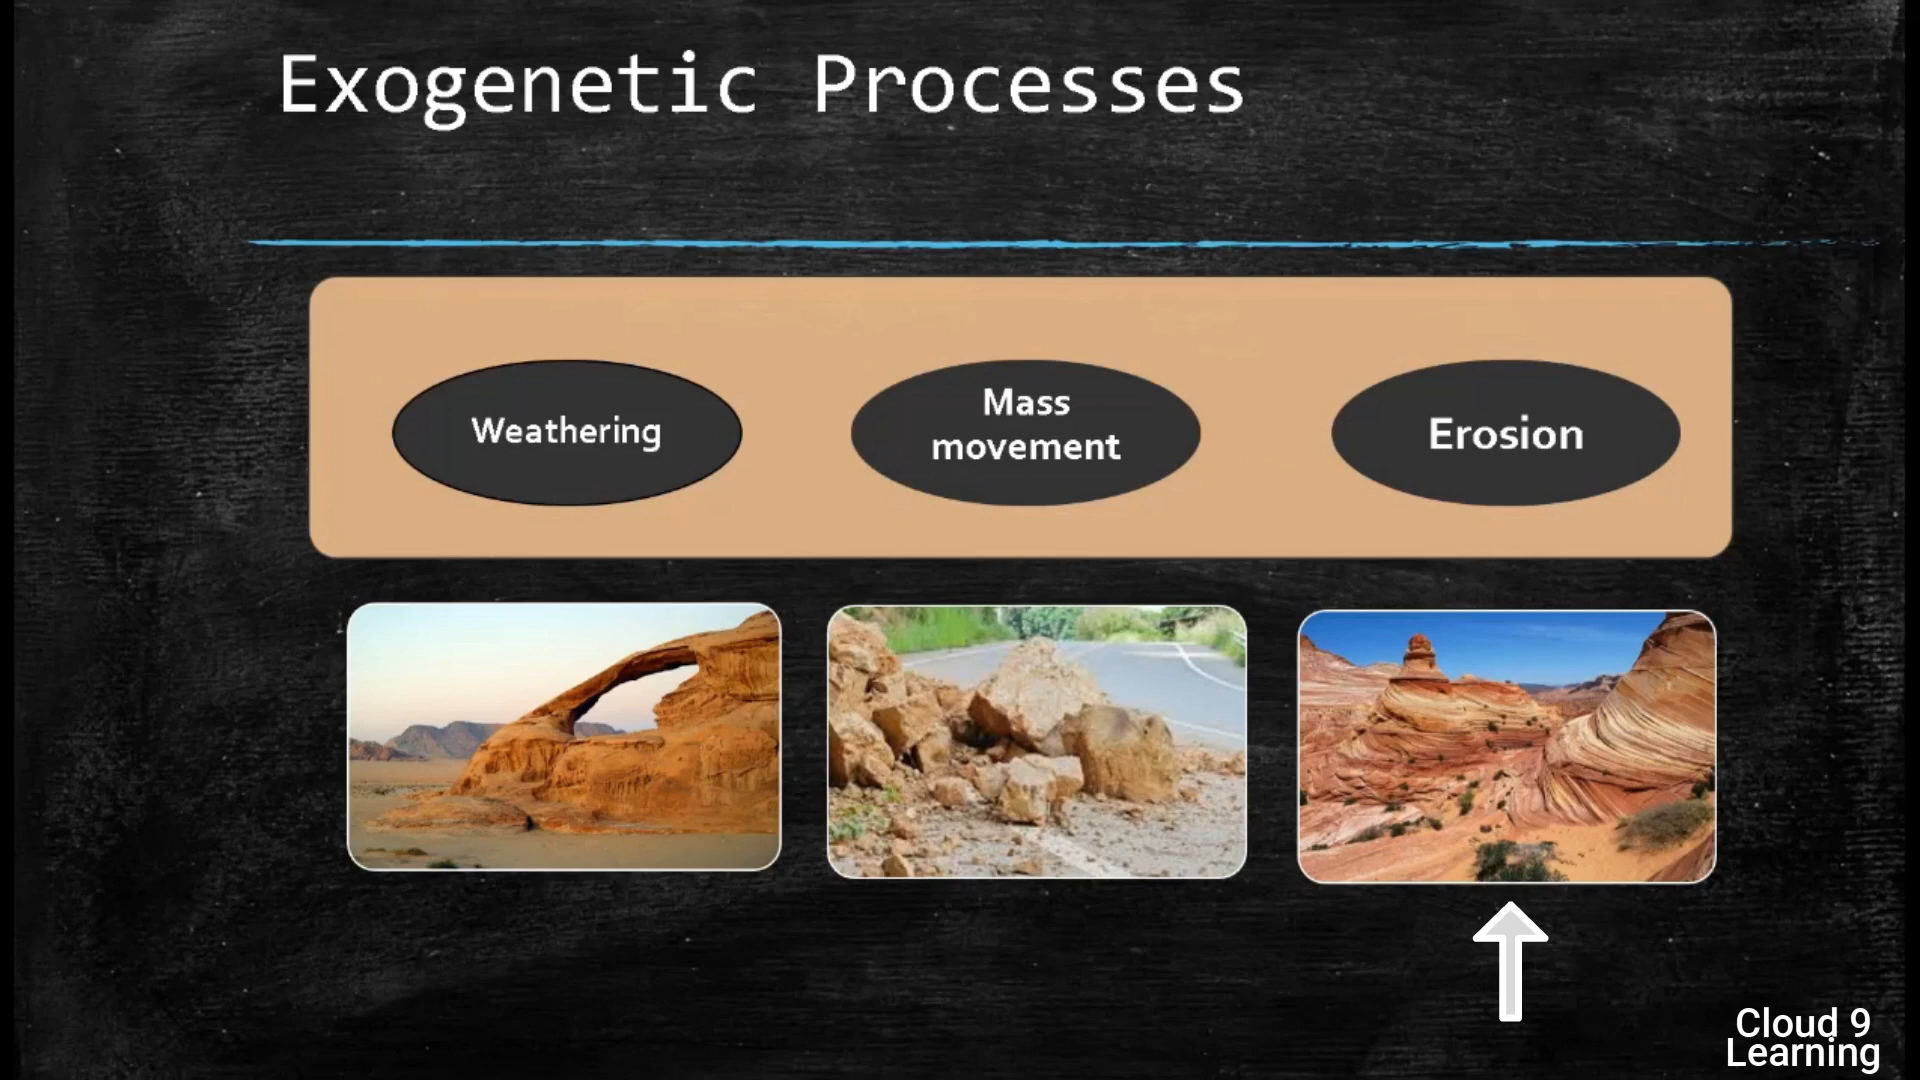 Exogenetic Processes
Weathering
Mass
movement
Erosion
Cloud 9
Learning